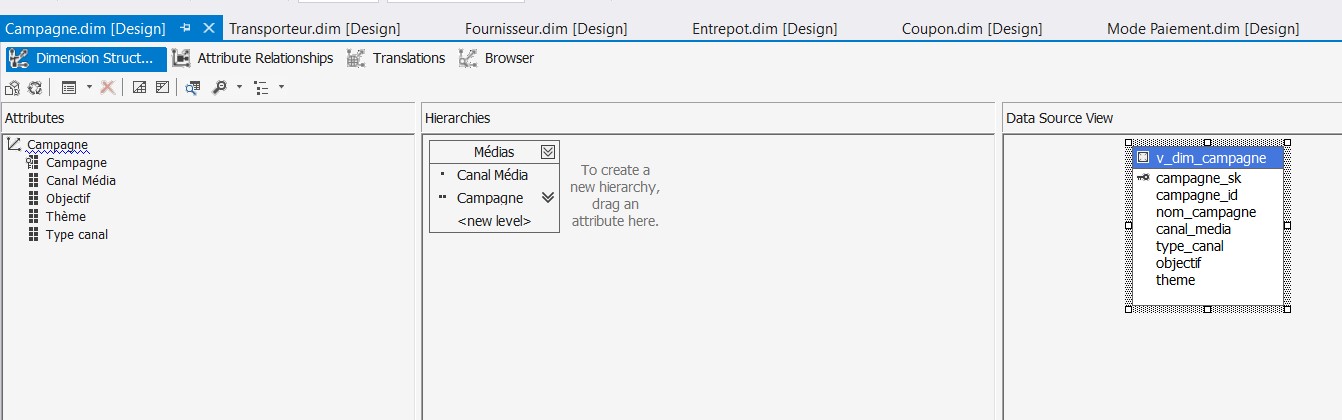 Campagne.dim [Design] Transporteur.dim [Design] Fournisseur.dim [Design] Entrepot.dim [Design] Coupon.dim [Design] Mode Paiement.dim [Design]
Dimension Struct... Attribute Relationships Translations Browser
Attributes
Campagne
Campagne
Canal Média
Objectif
Thème
Type canal
Hierarchies
Médias
Canal Média
Campagne
<new level>
To create a
new hierarchy,
drag an
attribute here.
Data Source View
v_dim_campagne
campagne_sk
campagne_id
nom_campagne
canal_media
type_canal
objectif
theme